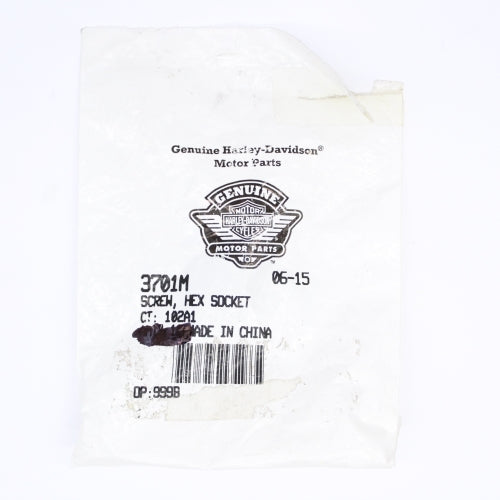 Genuine Harley-Davidson®
Motor Parts
GENUINE
MOTOR
HARLEY-DAVIDSON
CYCLES
MOTOR PARTS
3701M 06-15
SCREW, HEX SOCKET
CT: 102A1
MADE IN CHINA
OP:999B